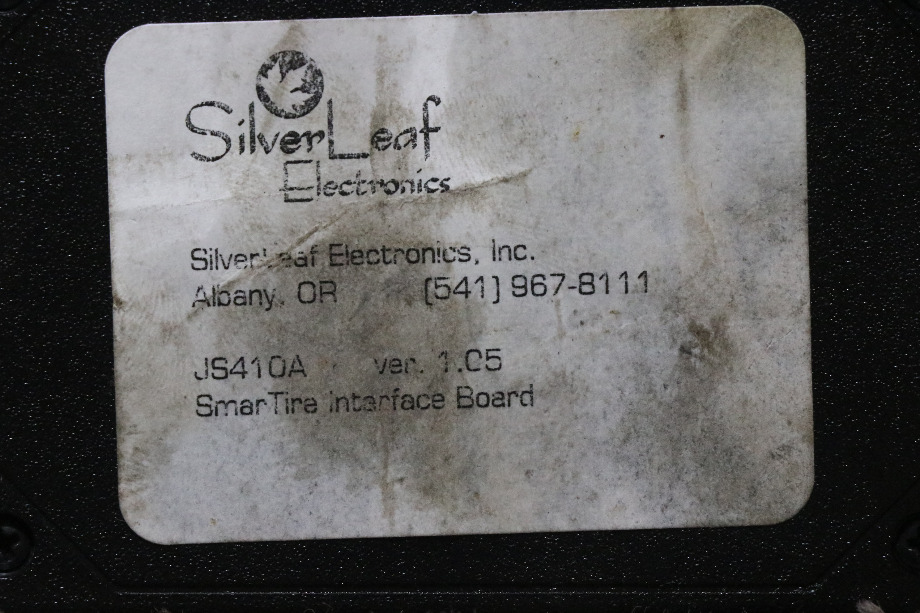 SilverLeaf
Electronics
SilverLeaf Electronics, Inc.
Albany, OR (541) 967-8111
JS410A ver. 1.05
SmarTire Interface Board